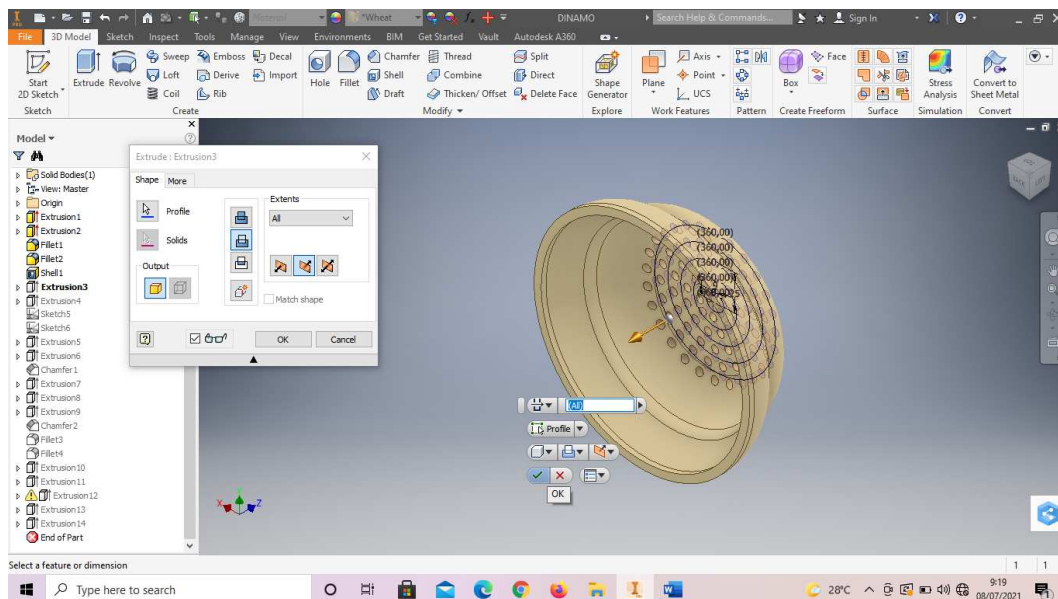 Material
"Wheat
DINAMO
Search Help & Commands...
Sign In
PRO
File 3D Model Sketch Inspect Tools Manage View Environments BIM Get Started Vault Autodesk A360
Start 2D Sketch
Extrude Revolve
Sweep Emboss Decal
Loft Derive Import
Coil Rib
Hole Fillet
Chamfer Thread Split
Shell Combine Direct
Draft Thicken/ Offset Delete Face
Shape Generator
Plane
Axis
Point
UCS
Box
Face
Stress Analysis
Convert to Sheet Metal
Sketch Create Modify Explore Work Features Pattern Create Freeform Surface Simulation Convert
Model
Solid Bodies(1)
View: Master
Origin
Extrusion1
Extrusion2
Fillet1
Fillet2
Shell1
Extrusion3
Extrusion4
Sketch5
Sketch6
Extrusion5
Extrusion6
Chamfer1
Extrusion7
Extrusion8
Extrusion9
Chamfer2
Fillet3
Fillet4
Extrusion10
Extrusion11
Extrusion12
Extrusion13
Extrusion14
End of Part
Extrude : Extrusion3
Shape More
Profile
Solids
Output
Extents
All
Match shape
OK Cancel
(360,00)
(360,00)
(360,00)
(All)
Profile
OK
X
Z
Select a feature or dimension
1 1
Type here to search
28°C
9:19
08/07/2021